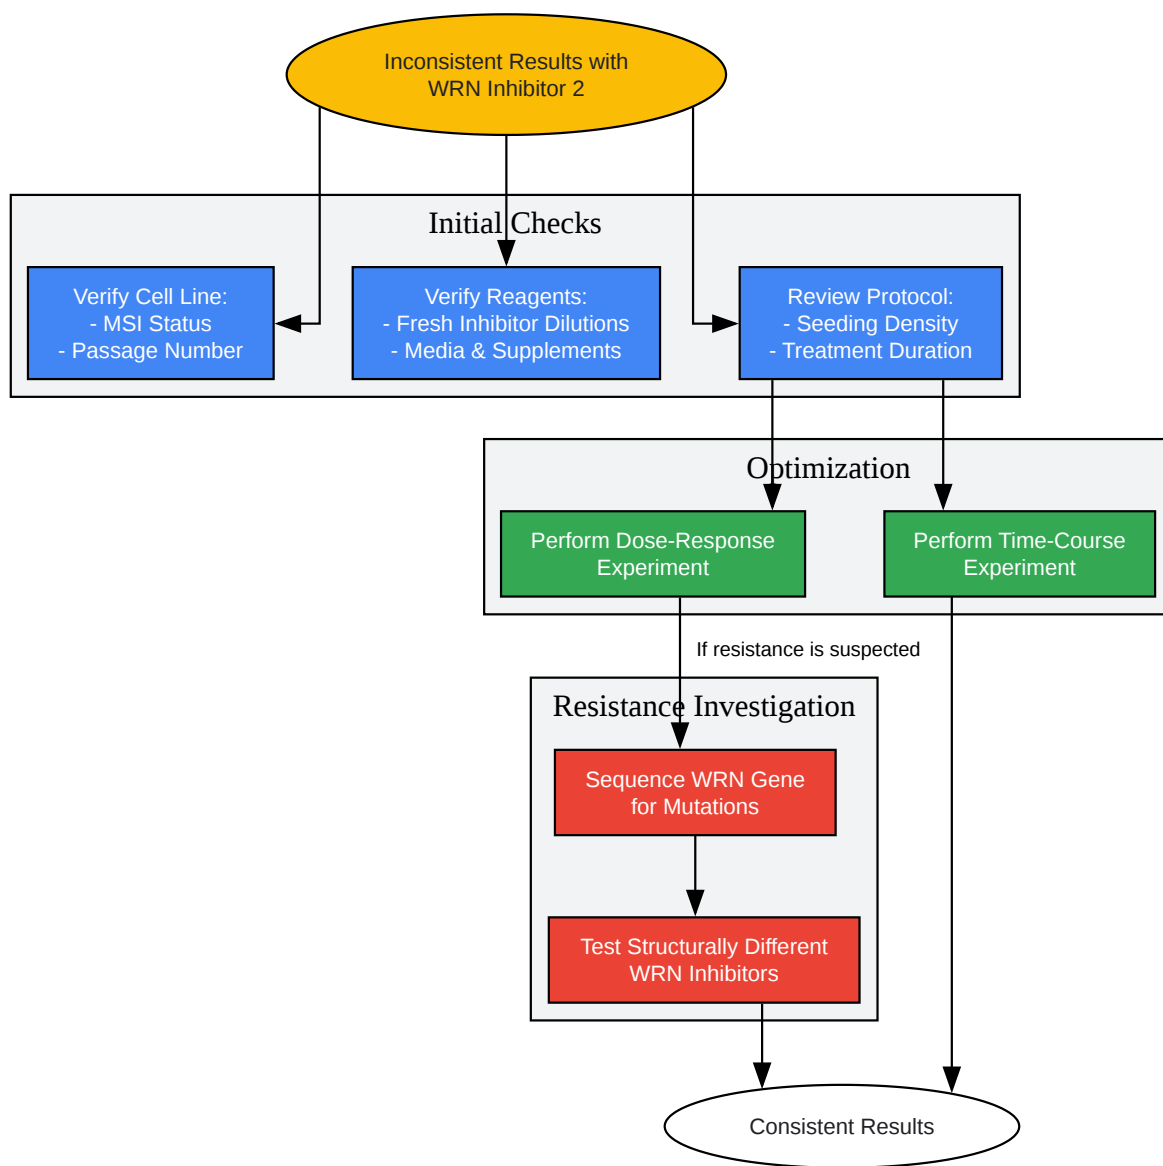 Inconsistent Results with
WRN Inhibitor 2
Initial Checks
Verify Cell Line:
- MSI Status
- Passage Number
Verify Reagents:
- Fresh Inhibitor Dilutions
- Media & Supplements
Review Protocol:
- Seeding Density
- Treatment Duration
Optimization
Perform Dose-Response
Experiment
Perform Time-Course
Experiment
If resistance is suspected
Resistance Investigation
Sequence WRN Gene
for Mutations
Test Structurally Different
WRN Inhibitors
Consistent Results